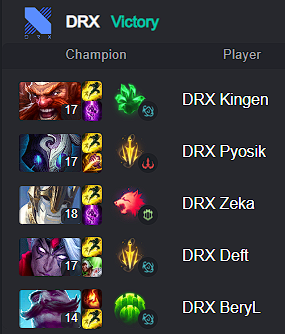 DRX
DRX Victory
Champion Player
17 DRX Kingen
17 DRX Pyosik
18 DRX Zeka
17 DRX Deft
14 DRX BeryL